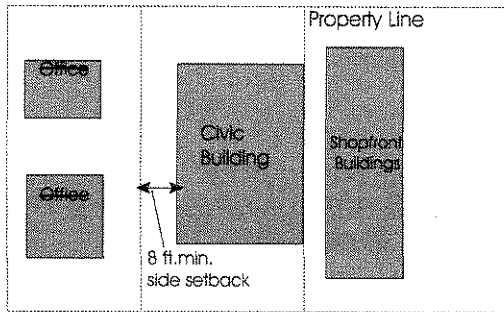 Property Line
Office
Civic
Building
Shopfront
Buildings
Office
8 ft.min.
side setback